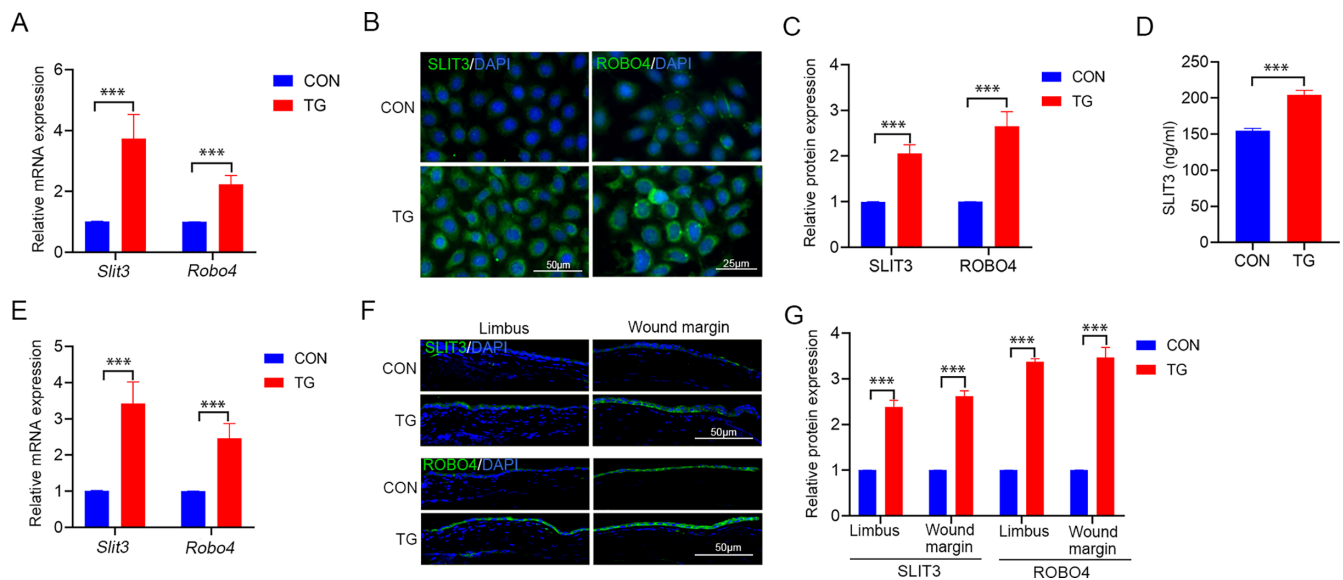 A
Relative mRNA expression
6
4
2
0
***
***
Slit3
Robo4
CON
TG
B
SLIT3/DAPI
ROBO4/DAPI
CON
TG
50μm
25μm
C
Relative protein expression
4
3
2
1
0
***
***
SLIT3
ROBO4
CON
TG
D
SLIT3 (ng/ml)
250
200
150
100
50
0
***
CON
TG
E
Relative mRNA expression
5
4
3
2
1
0
***
***
Slit3
Robo4
CON
TG
F
Limbus
Wound margin
SLIT3/DAPI
CON
TG
50μm
ROBO4/DAPI
CON
TG
50μm
G
Relative protein expression
4
3
2
1
0
***
***
***
***
CON
TG
Limbus
Wound
margin
Limbus
Wound
margin
SLIT3
ROBO4